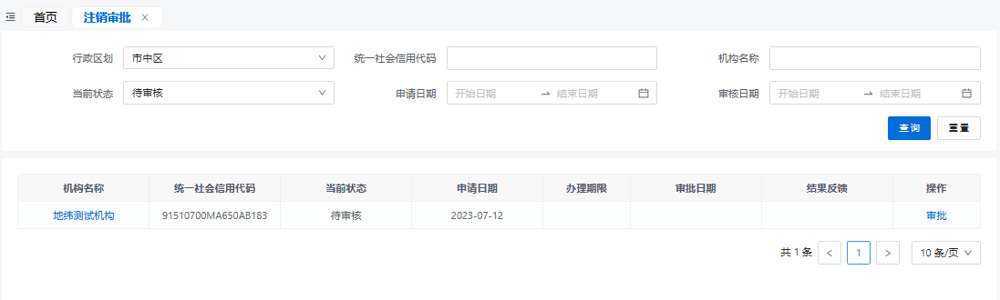 首页 注销审批
行政区划 市中区 统一社会信用代码 机构名称
当前状态 待审核 申请日期 开始日期 结束日期 审核日期 开始日期 结束日期
查询 重置
机构名称 统一社会信用代码 当前状态 申请日期 办理期限 审批日期 结果反馈 操作
地纬测试机构 91510700MA650AB183 待审核 2023-07-12 审批
共 1 条 1 10 条/页